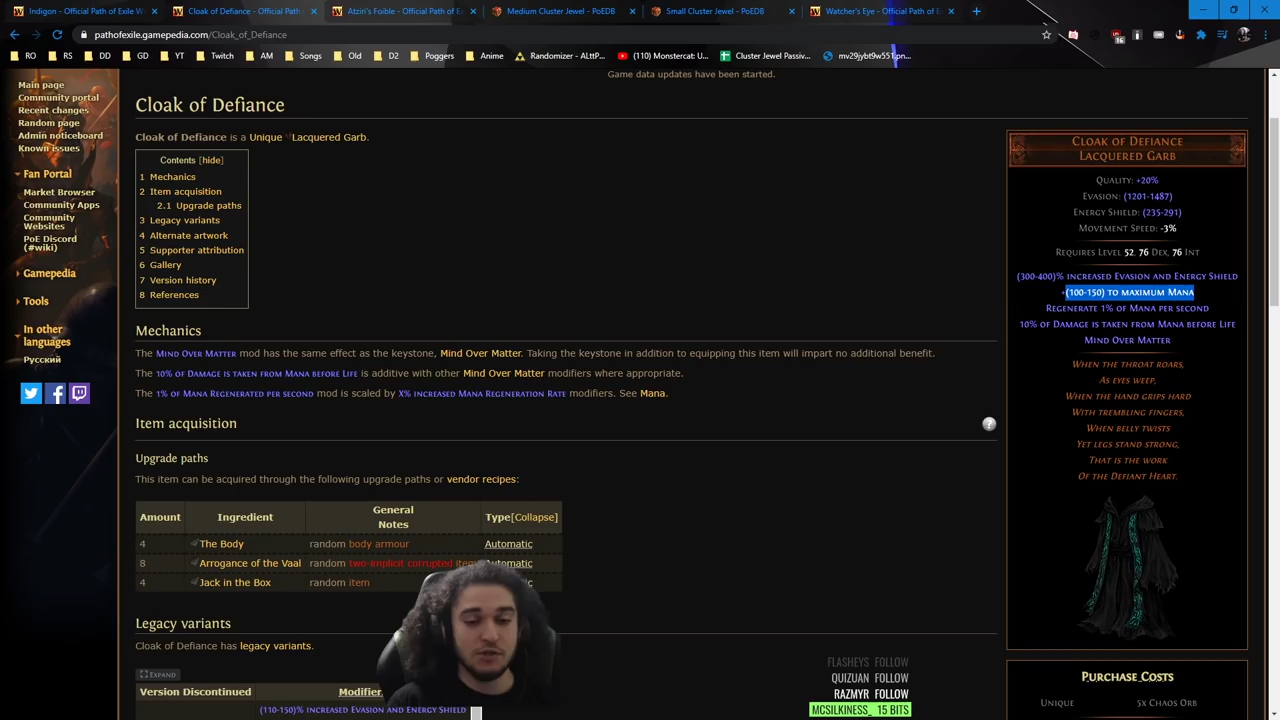 Indigon - Official Path of Exile W
Cloak of Defiance - Official Path
Atziri's Foible - Official Path of E
Medium Cluster Jewel - PoEDB
Small Cluster Jewel - PoEDB
Watcher's Eye - Official Path of E
pathofexile.gamepedia.com/Cloak_of_Defiance
RO RS DD GD YT Twitch AM Songs Old D2 Poggers Anime Randomizer - ALttP... (110) Monstercat: U... Cluster Jewel Passiv... mv29jybt9w551.pn...
Game data updates have been started.
Main page
Community portal
Recent changes
Random page
Admin noticeboard
Known issues
Fan Portal
Market Browser
Community Apps
Community
Websites
PoE Discord
(#wiki)
Gamepedia
Tools
In other
languages
Русский
Cloak of Defiance
Cloak of Defiance is a Unique Lacquered Garb.
Contents [hide]
1 Mechanics
2 Item acquisition
2.1 Upgrade paths
3 Legacy variants
4 Alternate artwork
5 Supporter attribution
6 Gallery
7 Version history
8 References
Mechanics
The Mind Over Matter mod has the same effect as the keystone, Mind Over Matter. Taking the keystone in addition to equipping this item will impart no additional benefit.
The 10% of Damage is taken from Mana before Life is additive with other Mind Over Matter modifiers where appropriate.
The 1% of Mana Regenerated per second mod is scaled by X% increased Mana Regeneration Rate modifiers. See Mana.
Item acquisition
?
Upgrade paths
This item can be acquired through the following upgrade paths or vendor recipes:
Amount Ingredient General Notes Type[Collapse]
4 The Body random body armour Automatic
8 Arrogance of the Vaal random two-implicit corrupted item Automatic
4 Jack in the Box random item
Legacy variants
Cloak of Defiance has legacy variants.
EXPAND
Version Discontinued Modifier
(110-150)% increased Evasion and Energy Shield
Cloak of Defiance
Lacquered Garb
Quality: +20%
Evasion: (1201-1487)
Energy Shield: (235-291)
Movement Speed: -3%
Requires Level 52, 76 Dex, 76 Int
(300-400)% increased Evasion and Energy Shield
+(100-150) to maximum Mana
Regenerate 1% of Mana per second
10% of Damage is taken from Mana before Life
Mind Over Matter
When the throat roars,
As eyes weep,
When the hand grips hard
With trembling fingers,
When belly twists
Yet legs stand strong,
That is the work
Of the Defiant Heart.
Purchase Costs
Unique 5x Chaos Orb
FLASHEYS FOLLOW
QUIZUAN FOLLOW
RAZMYR FOLLOW
MCSILKINESS_ 15 BITS